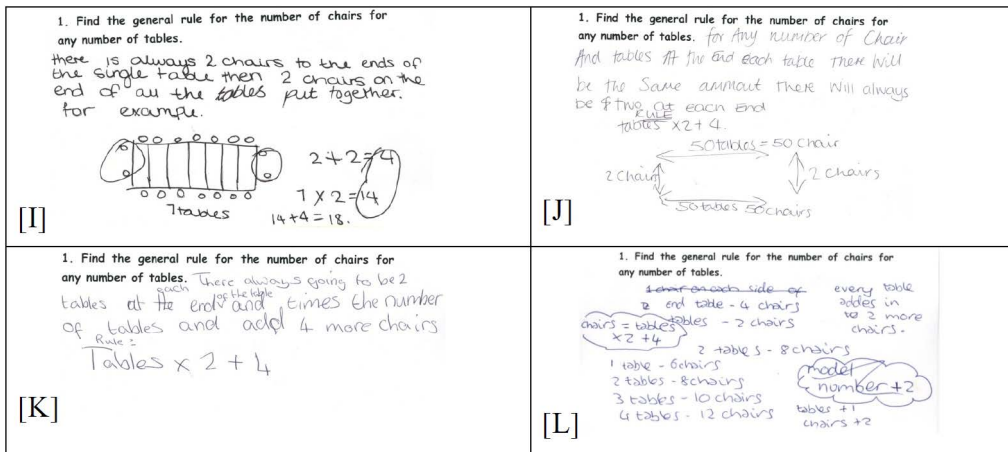 1. Find the general rule for the number of chairs for
any number of tables.
there is always 2 chairs to the ends of
the single table then 2 chairs on the
end of all the tables put together.
for example.
2+2=4
7 x 2=14
7tables
14+4=18.
[I]
1. Find the general rule for the number of chairs for
any number of tables. for Any number of Chair
And tables At the End each table There will
be the Same ammout There Will always
be two at each End
RULE
tables x2+4.
50tables = 50 chair
2 Chair
2 chairs
50tables 50chairs
[J]
1. Find the general rule for the number of chairs for
any number of tables. There always going to be 2
tables at the each end of the table and, times the number
of tables and add 4 more chairs
Rule:
Tables x 2 + 4
[K]
1. Find the general rule for the number of chairs for
any number of tables.
1 chair on each side of
2 end table - 4 chairs
tables - 2 chairs
every table
addes in
to 2 more
chairs.
chairs = tables
x2 +4
2 tables - 8chairs
1 table - 6chairs
2 tables - 8chairs
3 tables - 10 chairs
4 tables - 12 chairs
model
number +2
tables +1
chairs +2
[L]